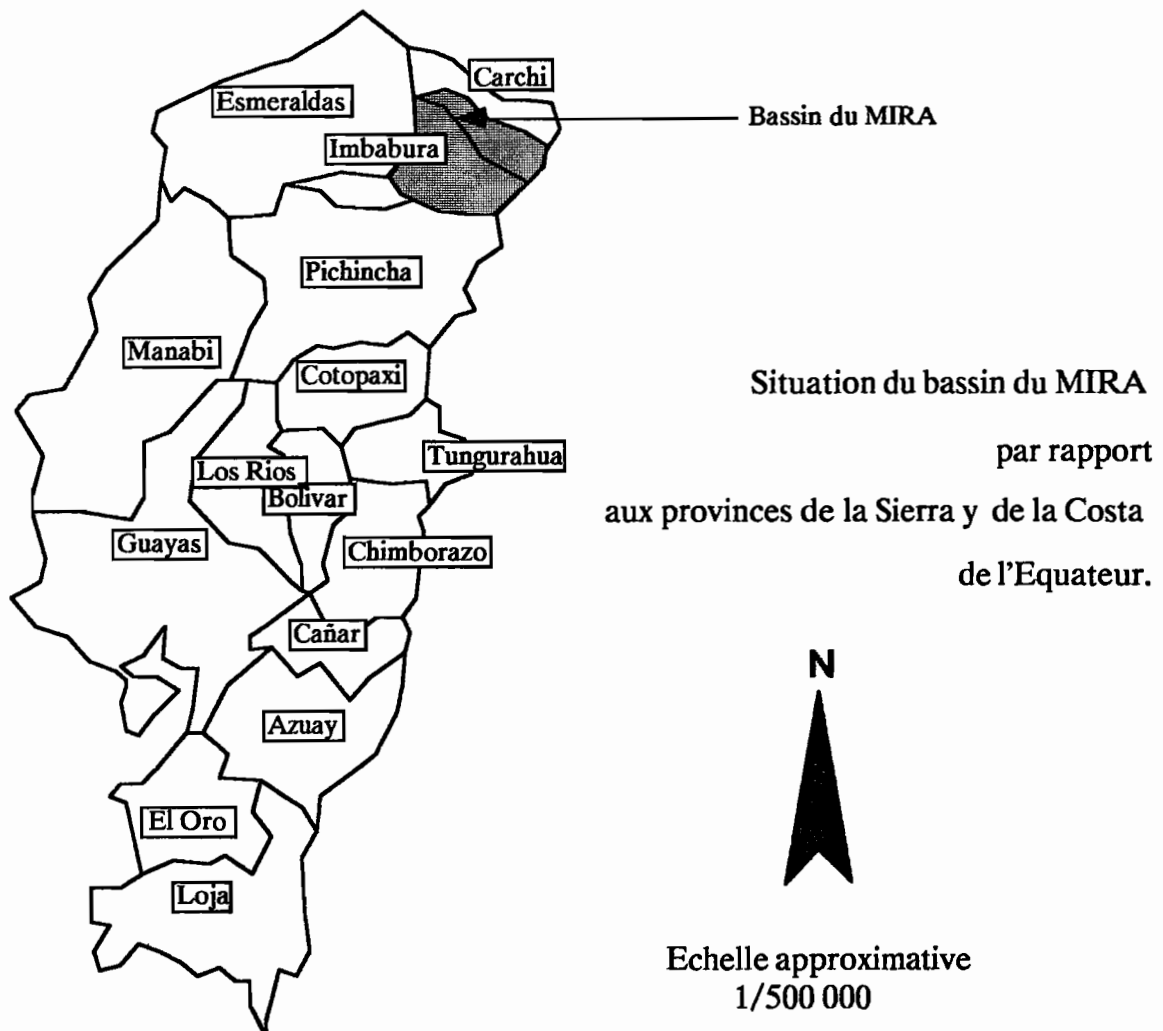 Carchi
Esmeraldas
Bassin du MIRA
Imbabura
Pichincha
Manabi
Cotopaxi
Situation du bassin du MIRA
par rapport
aux provinces de la Sierra y de la Costa
de l'Equateur.
Tungurahua
Los Rios
Bolivar
Guayas
Chimborazo
Cañar
N
Azuay
El Oro
Loja
Echelle approximative
1/500 000